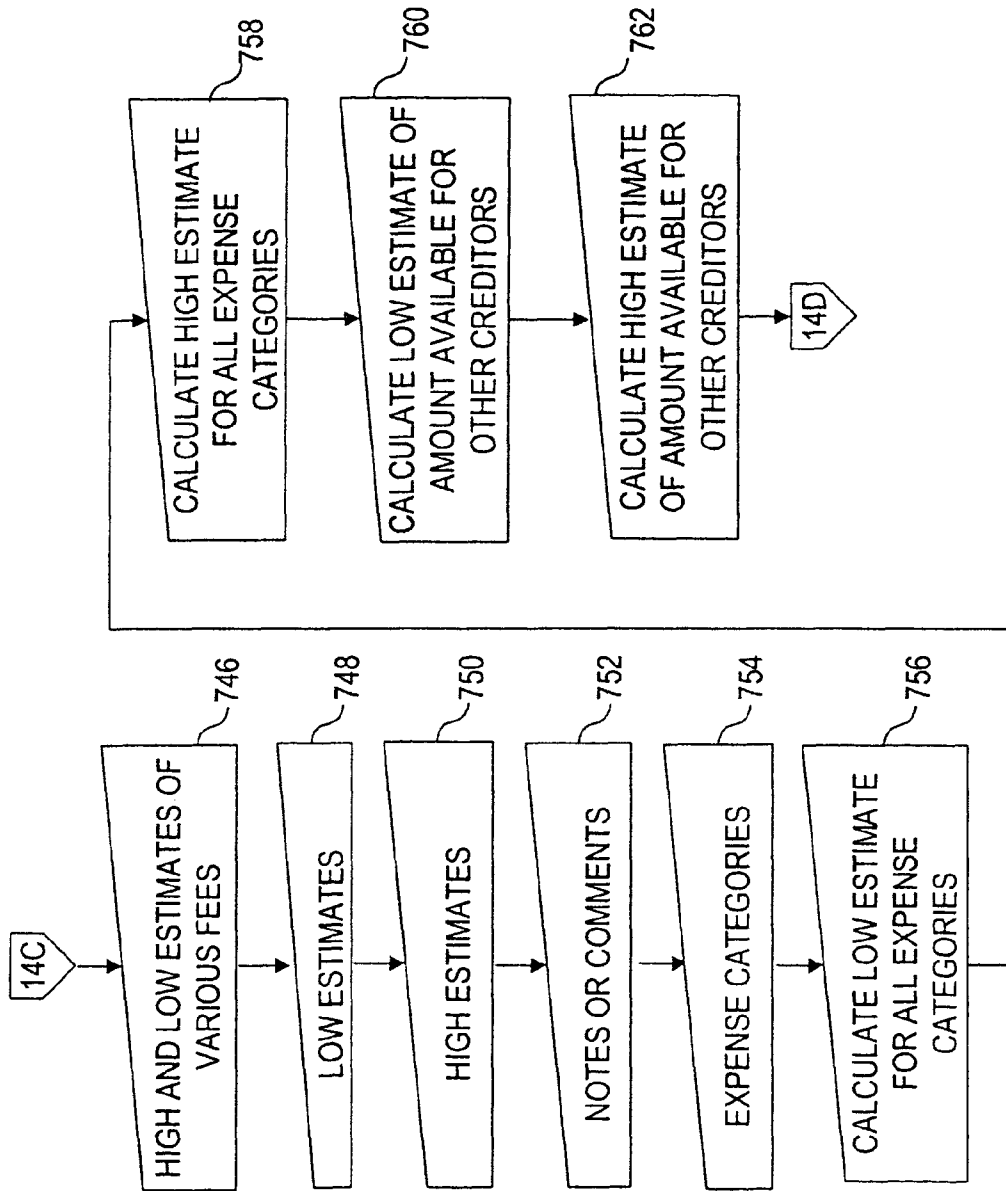 14C
HIGH AND LOW ESTIMATES OF
VARIOUS FEES
746
LOW ESTIMATES
748
HIGH ESTIMATES
750
NOTES OR COMMENTS
752
EXPENSE CATEGORIES
754
CALCULATE LOW ESTIMATE
FOR ALL EXPENSE
CATEGORIES
756
CALCULATE HIGH ESTIMATE
FOR ALL EXPENSE
CATEGORIES
758
CALCULATE LOW ESTIMATE OF
AMOUNT AVAILABLE FOR
OTHER CREDITORS
760
CALCULATE HIGH ESTIMATE
OF AMOUNT AVAILABLE FOR
OTHER CREDITORS
762
14D